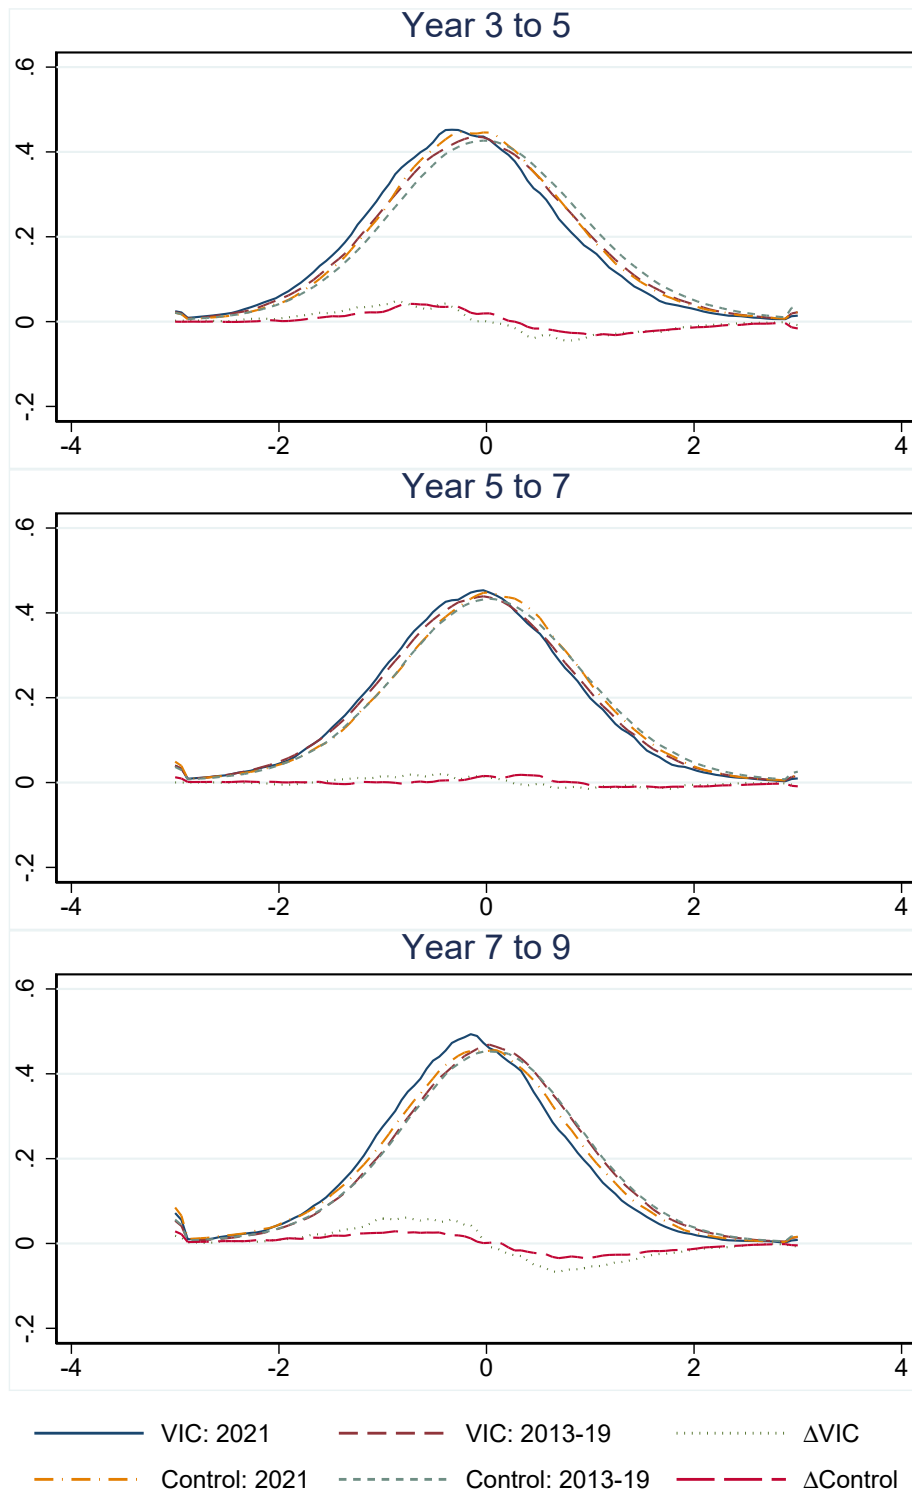 Year 3 to 5
.6
.4
.2
0
-.2
-4 -2 0 2 4
Year 5 to 7
.6
.4
.2
0
-.2
-4 -2 0 2 4
Year 7 to 9
.6
.4
.2
0
-.2
-4 -2 0 2 4
VIC: 2021 VIC: 2013-19 ΔVIC
Control: 2021 Control: 2013-19 ΔControl